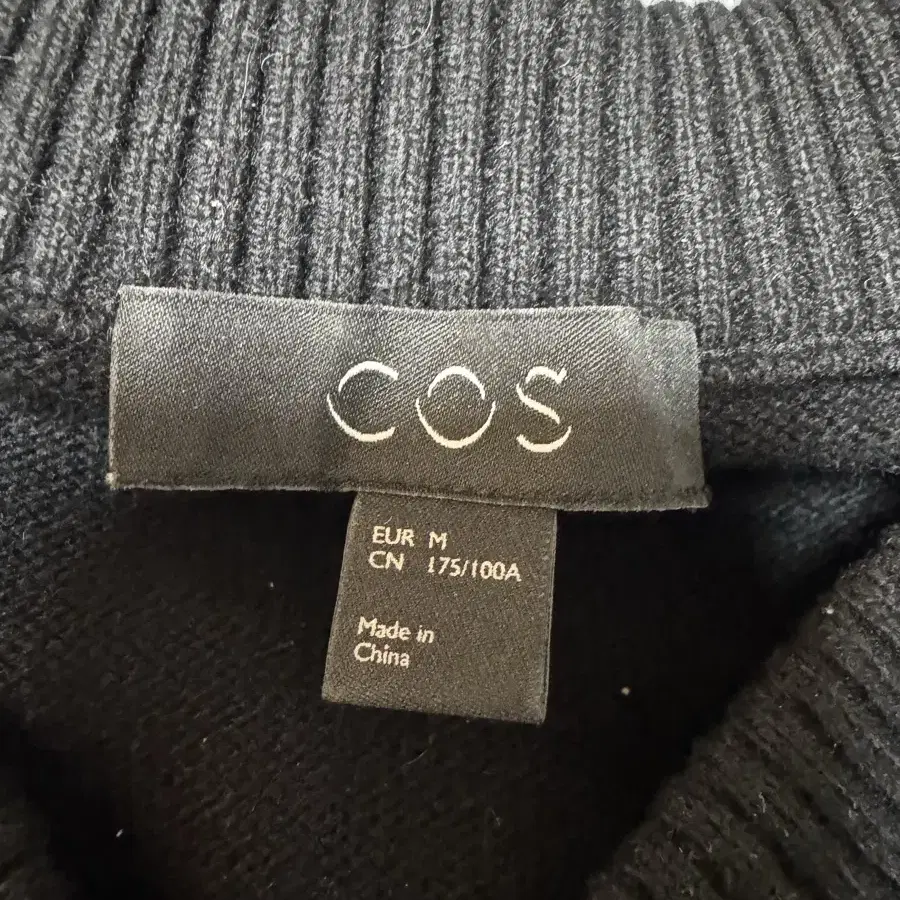 COS
EUR M
CN 175/100A
Made in
China